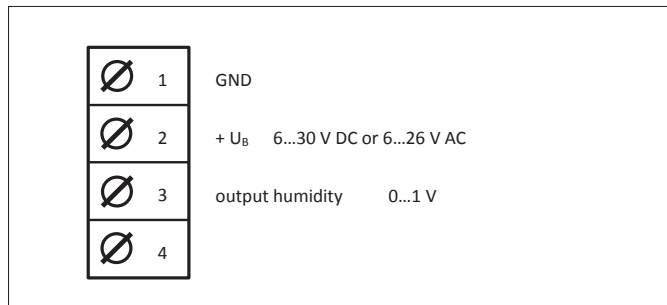 1 GND
2 + UB 6...30 V DC or 6...26 V AC
3 output humidity 0...1 V
4